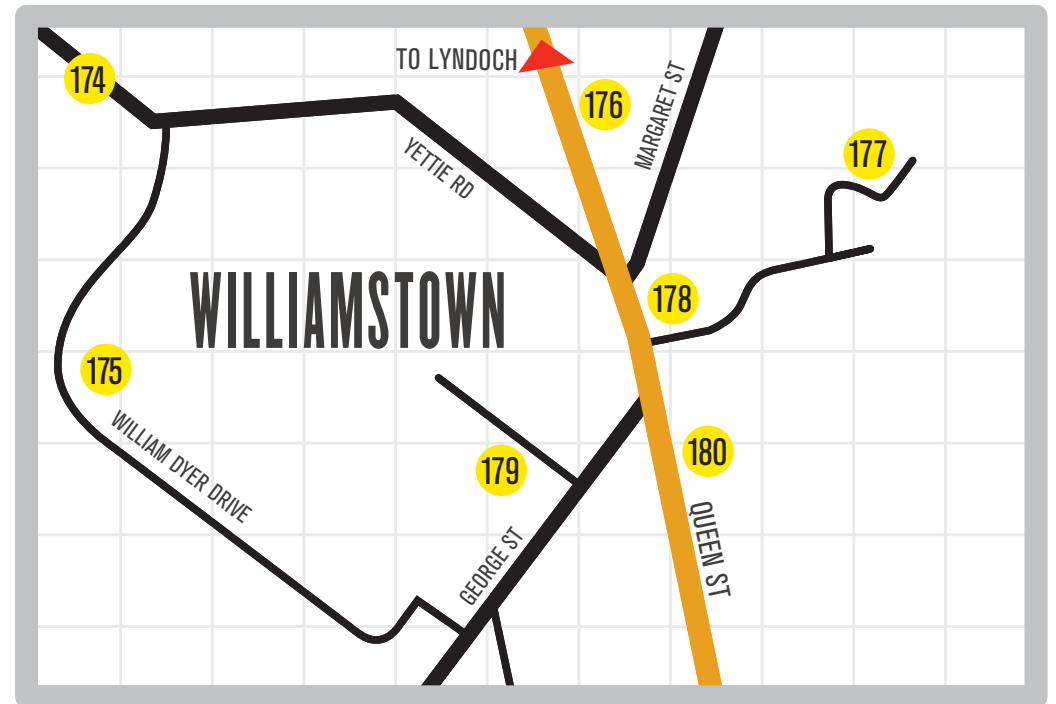 TO LYNDOCH
174
176
MARGARET ST
177
YETTIE RD
WILLIAMSTOWN
178
175
WILLIAM DYER DRIVE
179
180
GEORGE ST
QUEEN ST